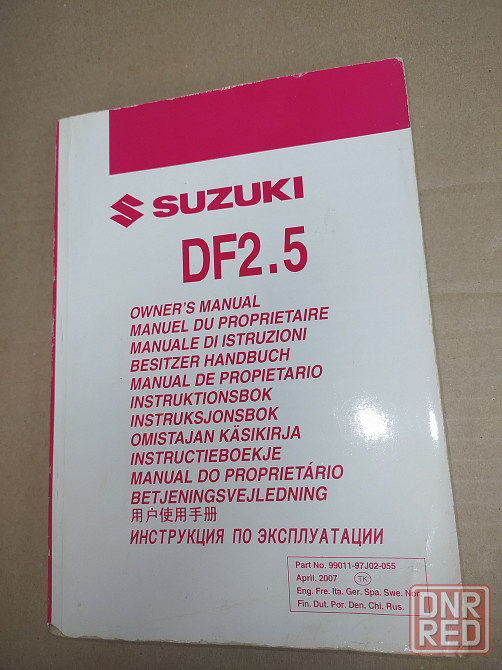 SUZUKI
DF2.5
OWNER'S MANUAL
MANUEL DU PROPRIETAIRE
MANUALE DI ISTRUZIONI
BESITZER HANDBUCH
MANUAL DE PROPIETARIO
INSTRUKTIONSBOK
INSTRUKSJONSBOK
OMISTAJAN KÄSIKIRJA
INSTRUCTIEBOEKJE
MANUAL DO PROPRIETÁRIO
BETJENINGSVEJLEDNING
用户使用手册
ИНСТРУКЦИЯ ПО ЭКСПЛУАТАЦИИ
Part No. 99011-97J02-055
April, 2007 TK
Eng. Fre. Ita. Ger. Spa. Swe. Nor.
Fin. Dut. Por. Den. Chi. Rus.
DNR
RED